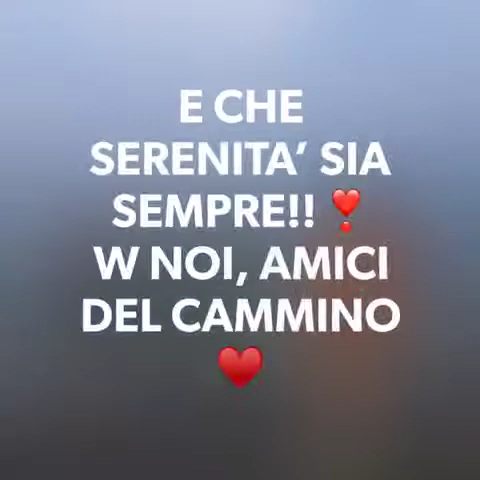 E CHE
SERENITA’ SIA
SEMPRE!! ❣️
W NOI, AMICI
DEL CAMMINO
♥️